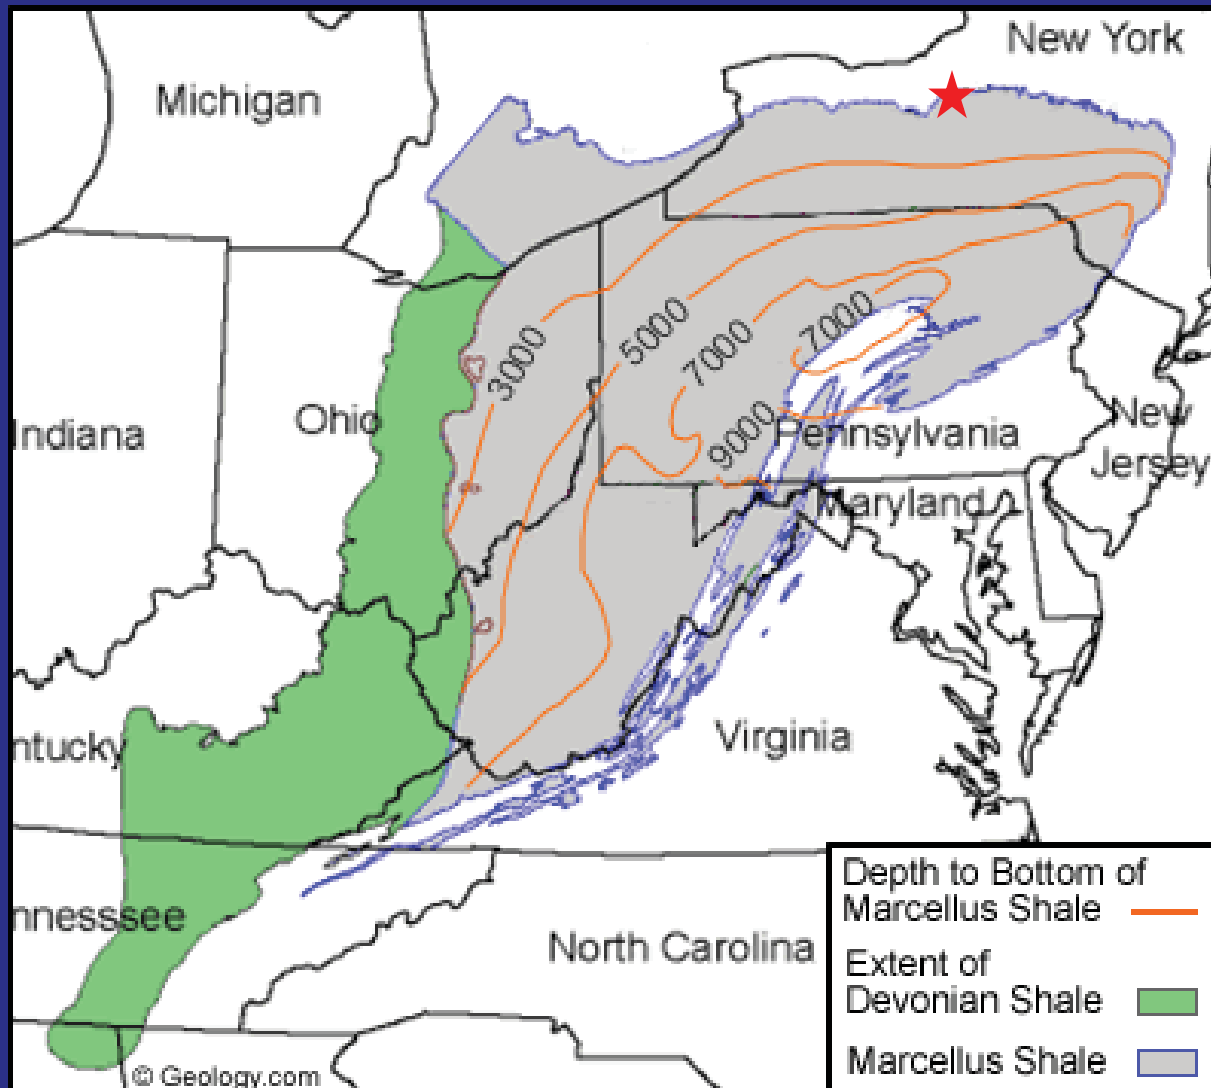 New York
Michigan
3000
5000
7000
7000
9000
Ohio
Indiana
Pennsylvania
New
Jersey
Maryland
Virginia
ntucky
nnesssee
North Carolina
Depth to Bottom of
Marcellus Shale
Extent of
Devonian Shale
Marcellus Shale
© Geology.com